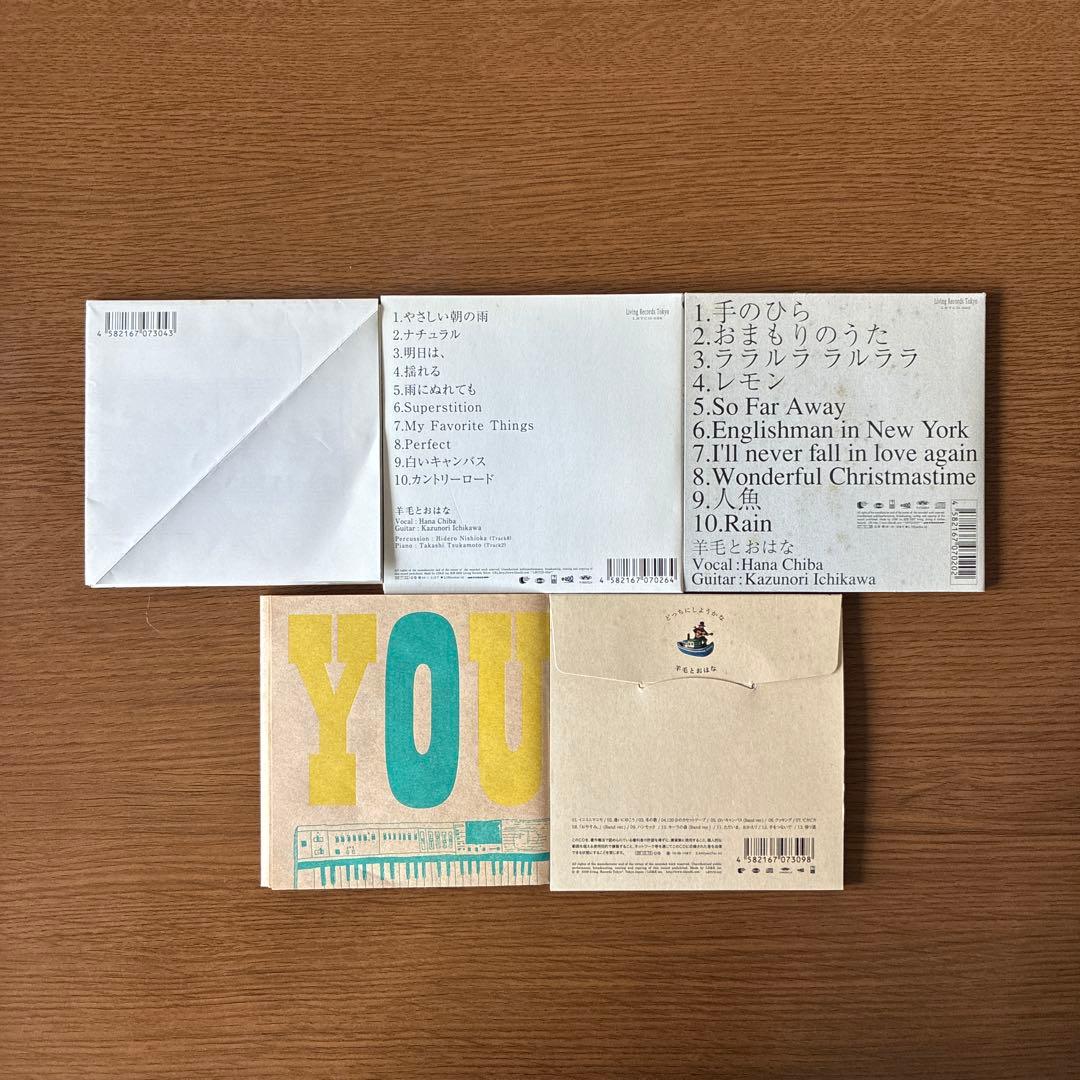 4 582167 073043
1.やさしい朝の雨
2.ナチュラル
3.明日は、
4.揺れる
5.雨にぬれても
6.Superstition
7.My Favorite Things
8.Perfect
9.白いキャンバス
10.カントリーロード
羊毛とおはな
Vocal : Hana Chiba
Guitar : Kazunori Ichikawa
Percussion : Hidero Nishioka (Track8)
Piano : Takashi Tsukamoto (Track2)
Living Records Tokyo
4 582167 070264
Living Records Tokyo
1.手のひら
2.おまもりのうた
3.ララルラ ラルララ
4.レモン
5.So Far Away
6.Englishman in New York
7.I'll never fall in love again
8.Wonderful Christmastime
9.人魚
10.Rain
羊毛とおはな
Vocal : Hana Chiba
Guitar : Kazunori Ichikawa
4 582167 070202
YOU
どっちにしようかな
羊毛とおはな
4 582167 073098